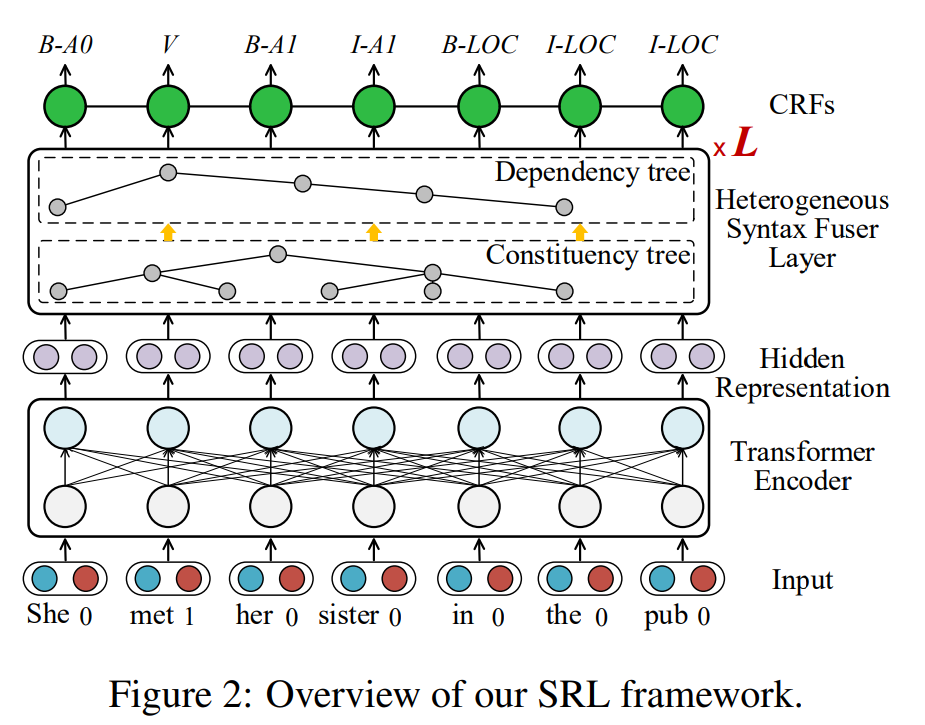 B-A0 V B-A1 I-A1 B-LOC I-LOC I-LOC
CRFs
x L
Dependency tree
Heterogeneous
Syntax Fuser
Layer
Constituency tree
Hidden
Representation
Transformer
Encoder
Input
She 0 met 1 her 0 sister 0 in 0 the 0 pub 0
Figure 2: Overview of our SRL framework.